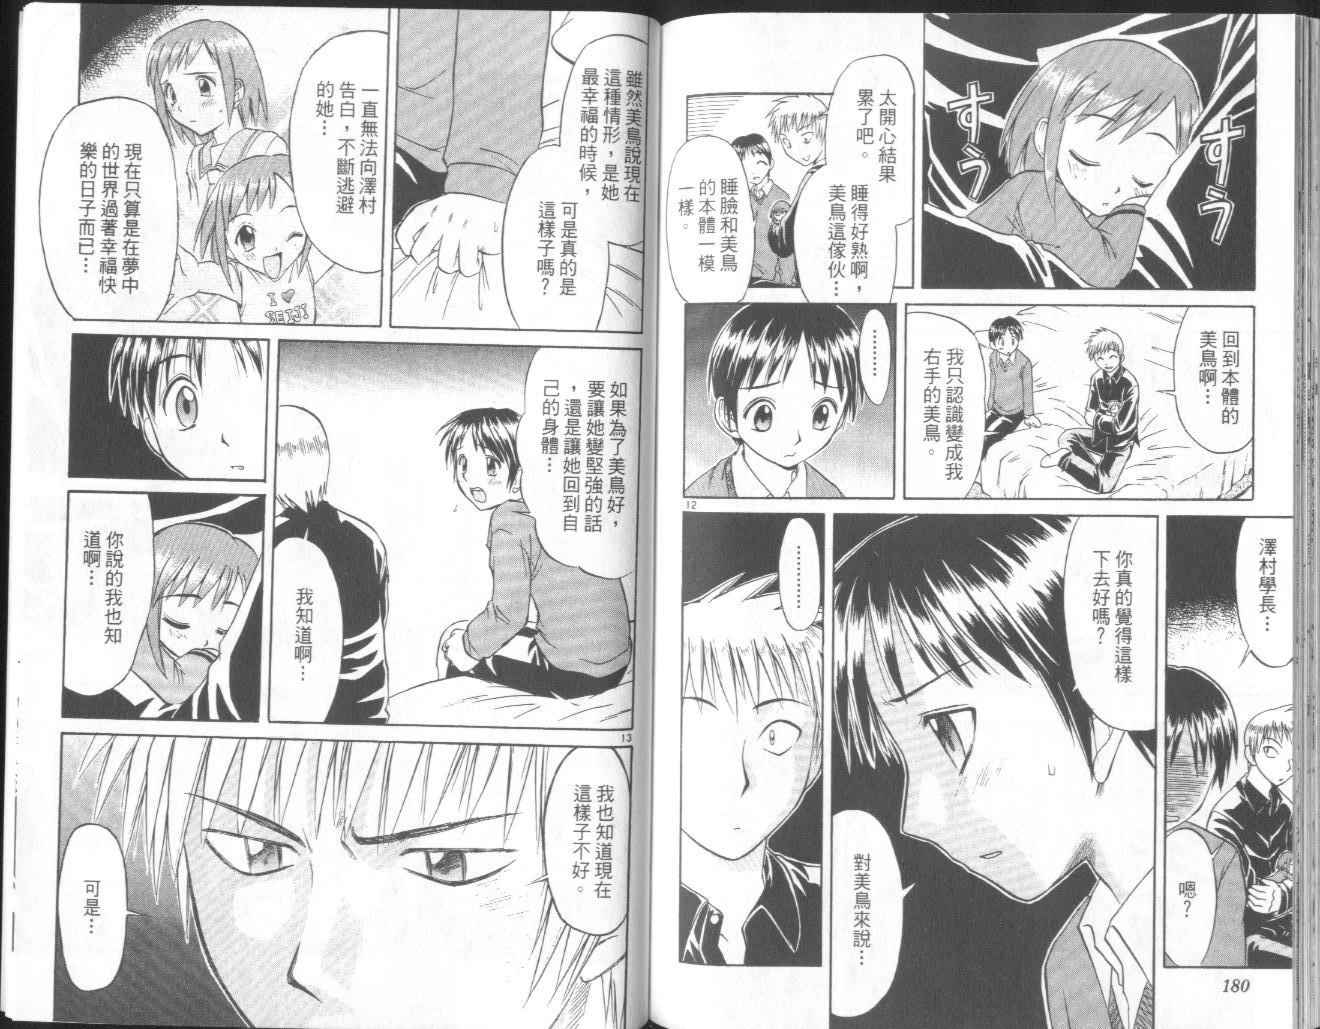 すぅ
すぅ
太開心結果
累了吧。
睡得好熟啊，
美鳥這傢伙…
睡臉和美鳥
的本體一模
一樣。
回到本體的
美鳥啊…
我只認識變成我
右手的美鳥。
………
12
澤村學長…
嗯？
你真的覺得這樣
下去好嗎？
對美鳥來說…
………
180
雖然美鳥說現在
這種情形，是她
最幸福的時候，
可是真的是
這樣子嗎？
一直無法向澤村
告白，不斷逃避
的她…
現在只算是在夢中
的世界過著幸福快
樂的日子而已…
I ♥
SEIJI
如果為了美鳥好，
要讓她變堅強的話
，還是讓她回到自
己的身體…
我知道啊…
你說的我也知
道啊…
13
我也知道現在
這樣子不好。
可是…